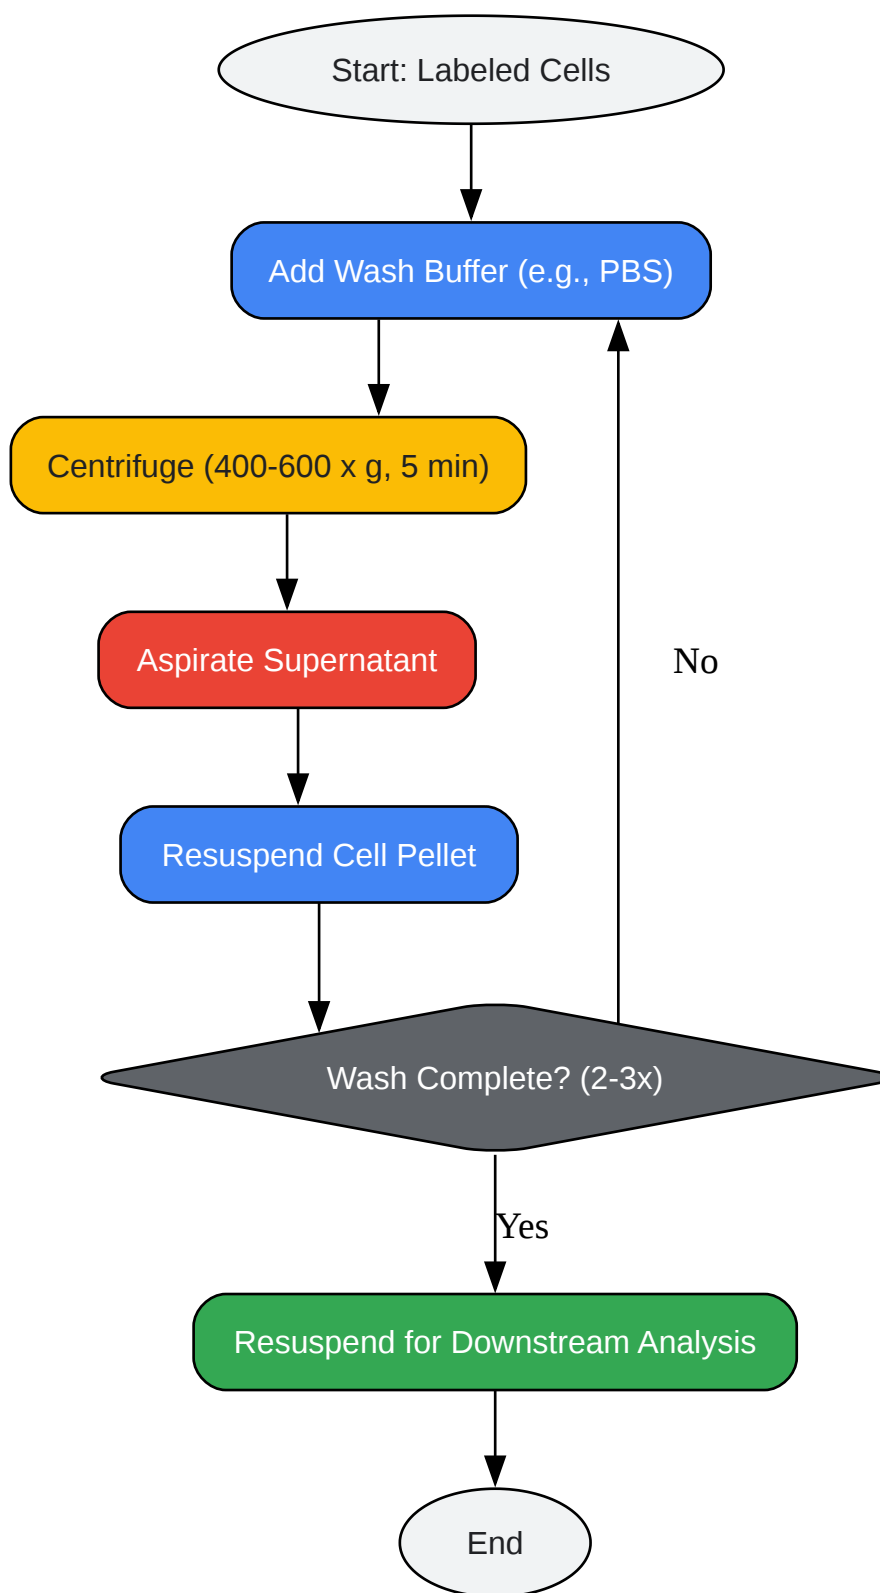 Start: Labeled Cells
Add Wash Buffer (e.g., PBS)
Centrifuge (400-600 x g, 5 min)
Aspirate Supernatant
No
Resuspend Cell Pellet
Wash Complete? (2-3x)
Yes
Resuspend for Downstream Analysis
End